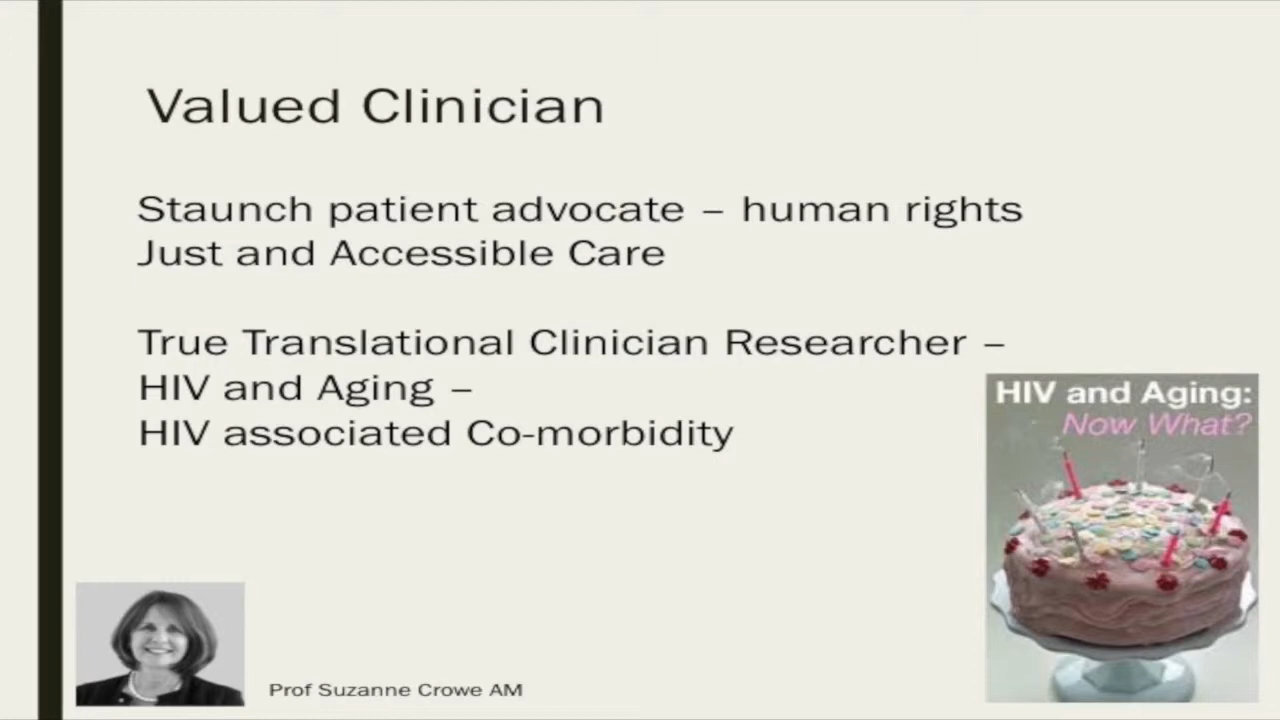 Valued Clinician
Staunch patient advocate – human rights
Just and Accessible Care
True Translational Clinician Researcher –
HIV and Aging –
HIV associated Co-morbidity
HIV and Aging:
Now What?
Prof Suzanne Crowe AM